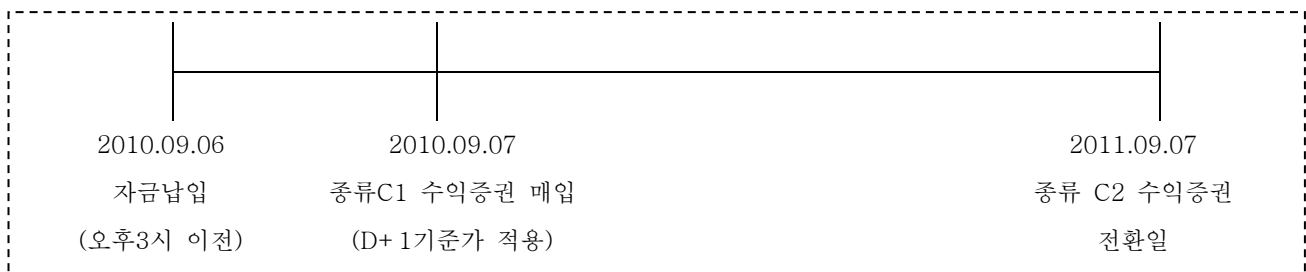 2010.09.06 2010.09.07 2011.09.07
자금납입 종류C1 수익증권 매입 종류 C2 수익증권
(오후3시 이전) (D+1기준가 적용) 전환일